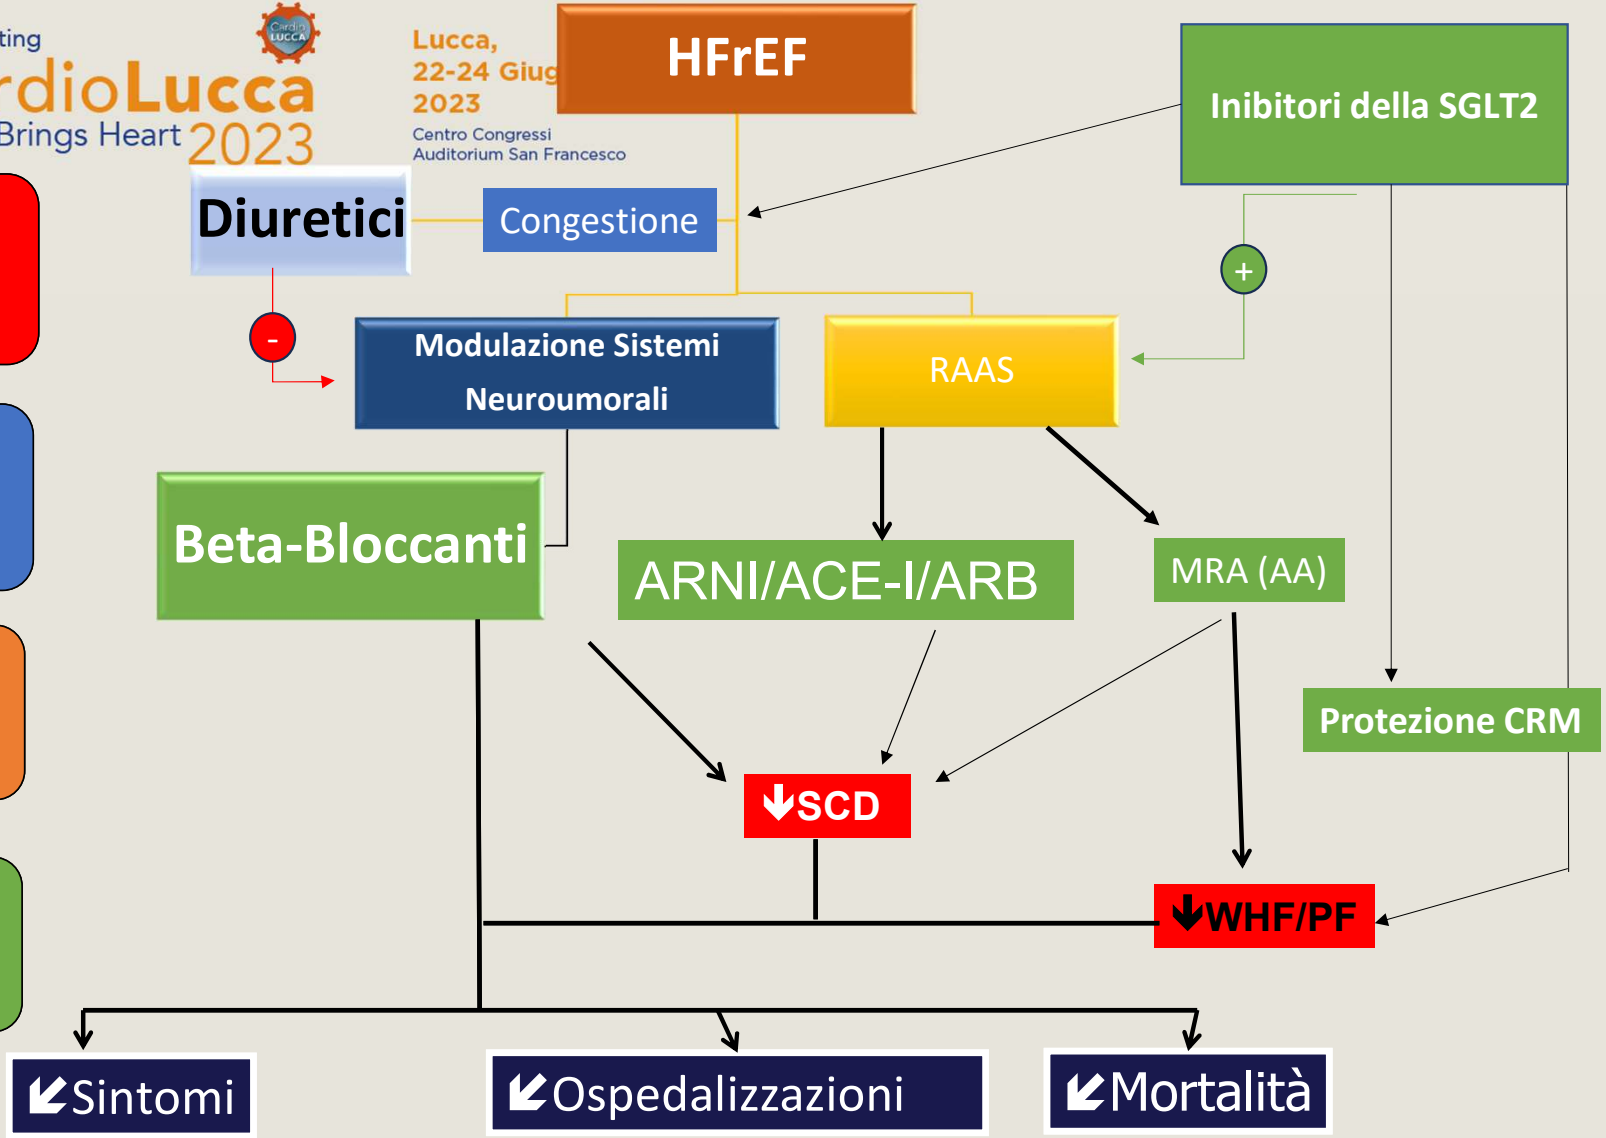 ting
rdioLucca
Brings Heart 2023
Cardio
LUCCA
Lucca,
22-24 Giug
2023
Centro Congressi
Auditorium San Francesco
HFrEF
Inibitori della SGLT2
Diuretici
Congestione
+
-
Modulazione Sistemi
Neuroumorali
RAAS
Beta-Bloccanti
ARNI/ACE-I/ARB
MRA (AA)
Protezione CRM
🡻SCD
🡻WHF/PF
🡿Sintomi
🡿Ospedalizzazioni
🡿Mortalità